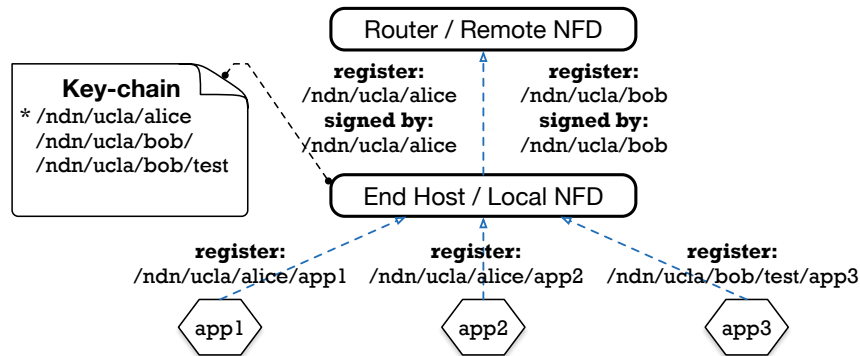 Router / Remote NFD
register:
/ndn/ucla/alice
signed by:
/ndn/ucla/alice
register:
/ndn/ucla/bob
signed by:
/ndn/ucla/bob
Key-chain
* /ndn/ucla/alice
/ndn/ucla/bob/
/ndn/ucla/bob/test
End Host / Local NFD
register:
/ndn/ucla/alice/app1
register:
/ndn/ucla/alice/app2
register:
/ndn/ucla/bob/test/app3
app1
app2
app3